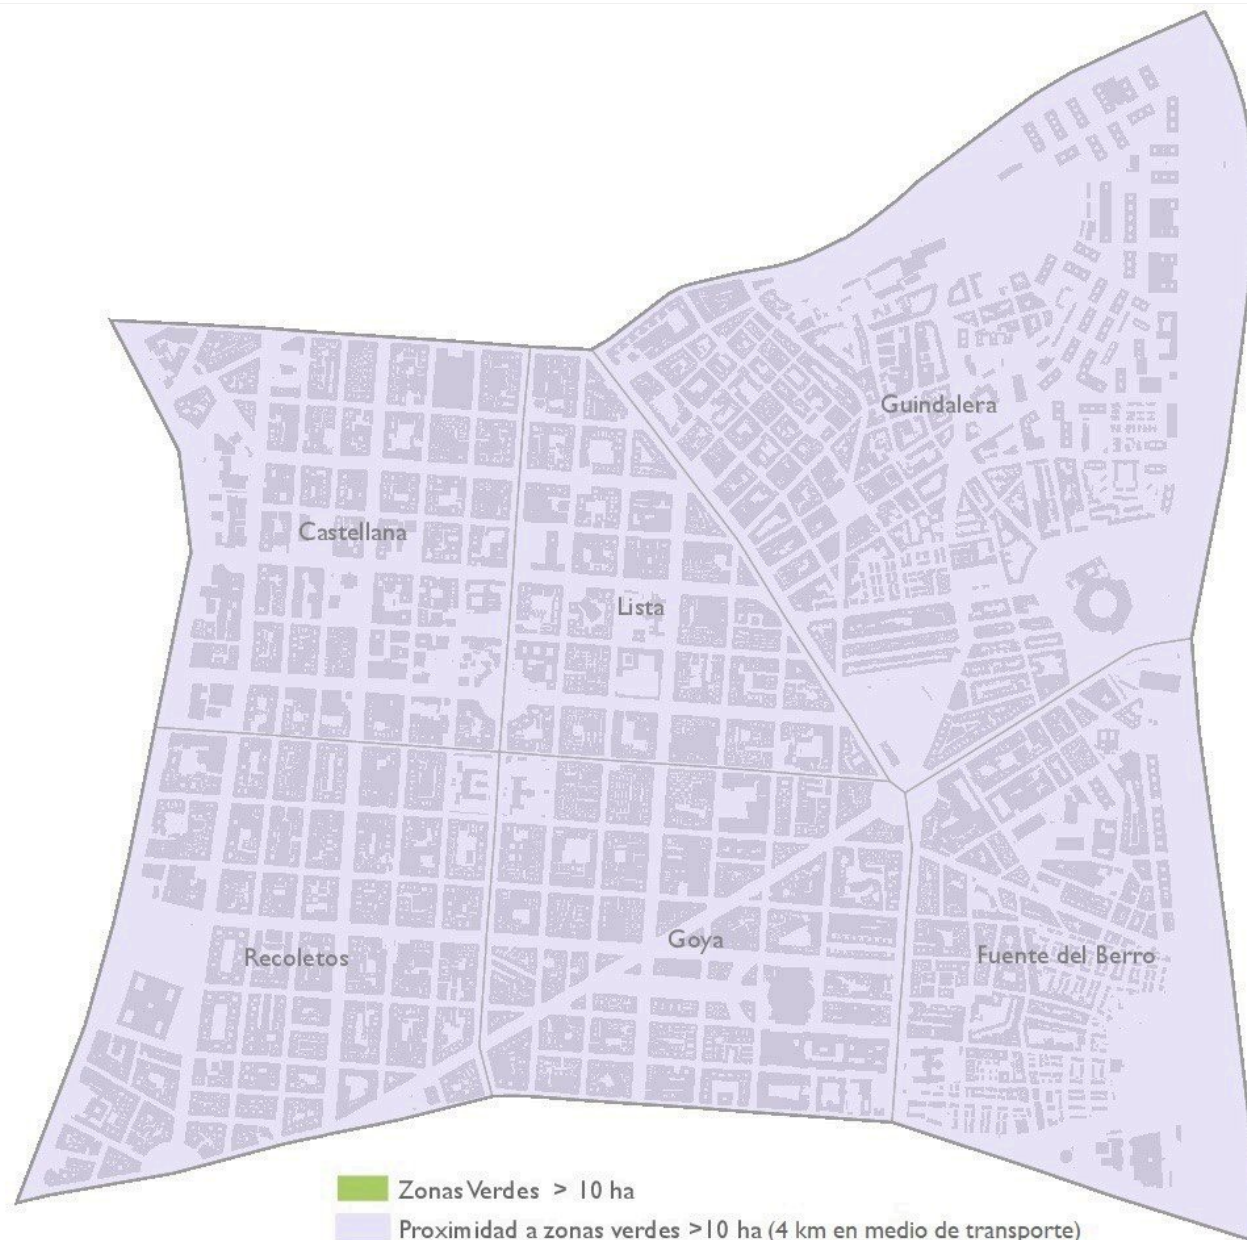 Guindalera
Castellana
Lista
Goya
Recoletos
Fuente del Berro
Zonas Verdes > 10 ha
Proximidad a zonas verdes >10 ha (4 km en medio de transporte)